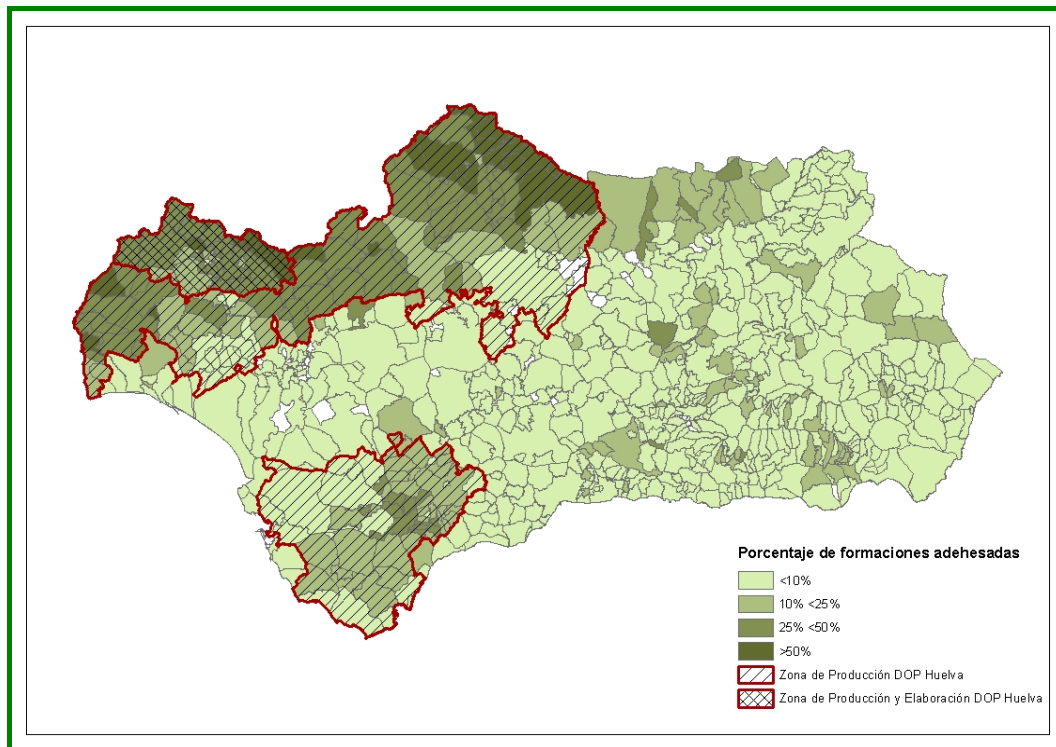 Porcentaje de formaciones adehesadas
<10%
10% <25%
25% <50%
>50%
Zona de Producción DOP Huelva
Zona de Producción y Elaboración DOP Huelva